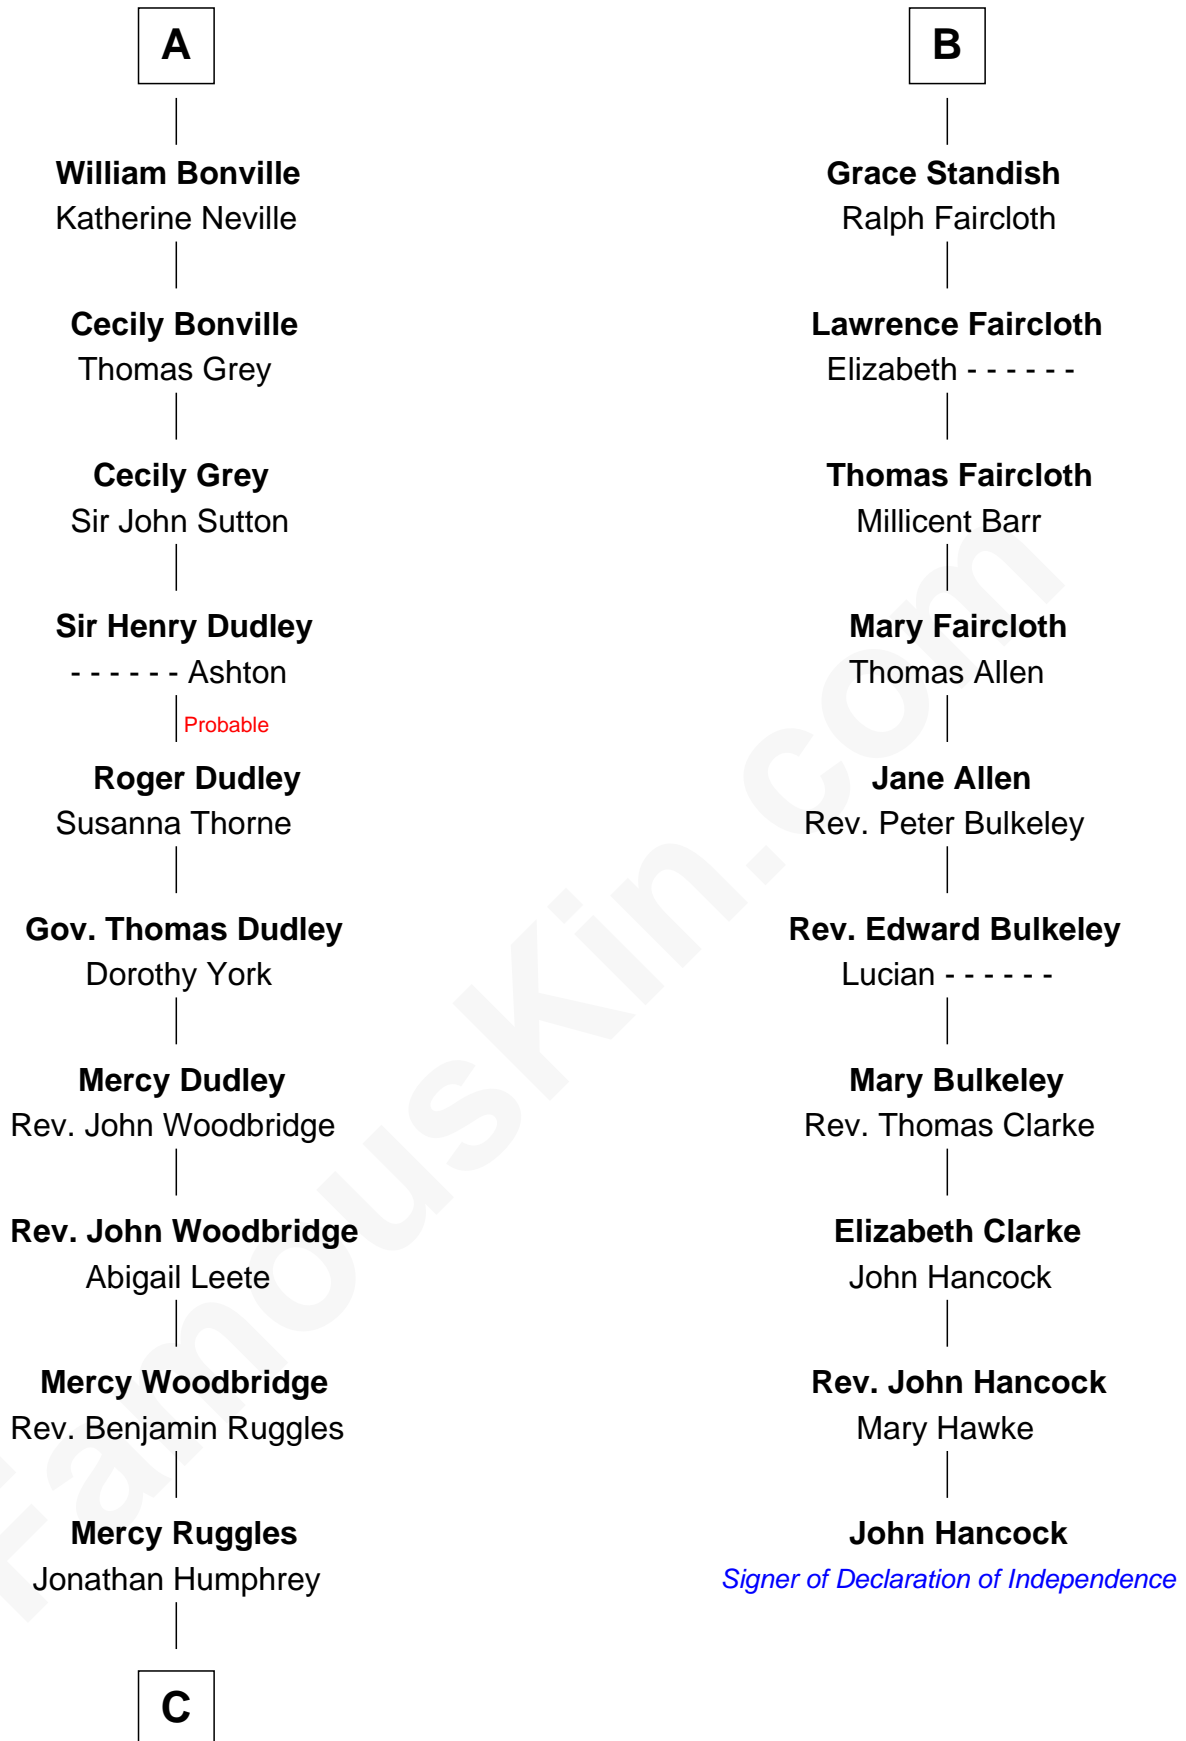 A
William Bonville
Katherine Neville
Cecily Bonville
Thomas Grey
Cecily Grey
Sir John Sutton
Sir Henry Dudley
- - - - - - Ashton
Probable
Roger Dudley
Susanna Thorne
Gov. Thomas Dudley
Dorothy York
Mercy Dudley
Rev. John Woodbridge
Rev. John Woodbridge
Abigail Leete
Mercy Woodbridge
Rev. Benjamin Ruggles
Mercy Ruggles
Jonathan Humphrey
C
B
Grace Standish
Ralph Faircloth
Lawrence Faircloth
Elizabeth - - - - - -
Thomas Faircloth
Millicent Barr
Mary Faircloth
Thomas Allen
Jane Allen
Rev. Peter Bulkeley
Rev. Edward Bulkeley
Lucian - - - - - -
Mary Bulkeley
Rev. Thomas Clarke
Elizabeth Clarke
John Hancock
Rev. John Hancock
Mary Hawke
John Hancock
Signer of Declaration of Independence
FamousKin.com